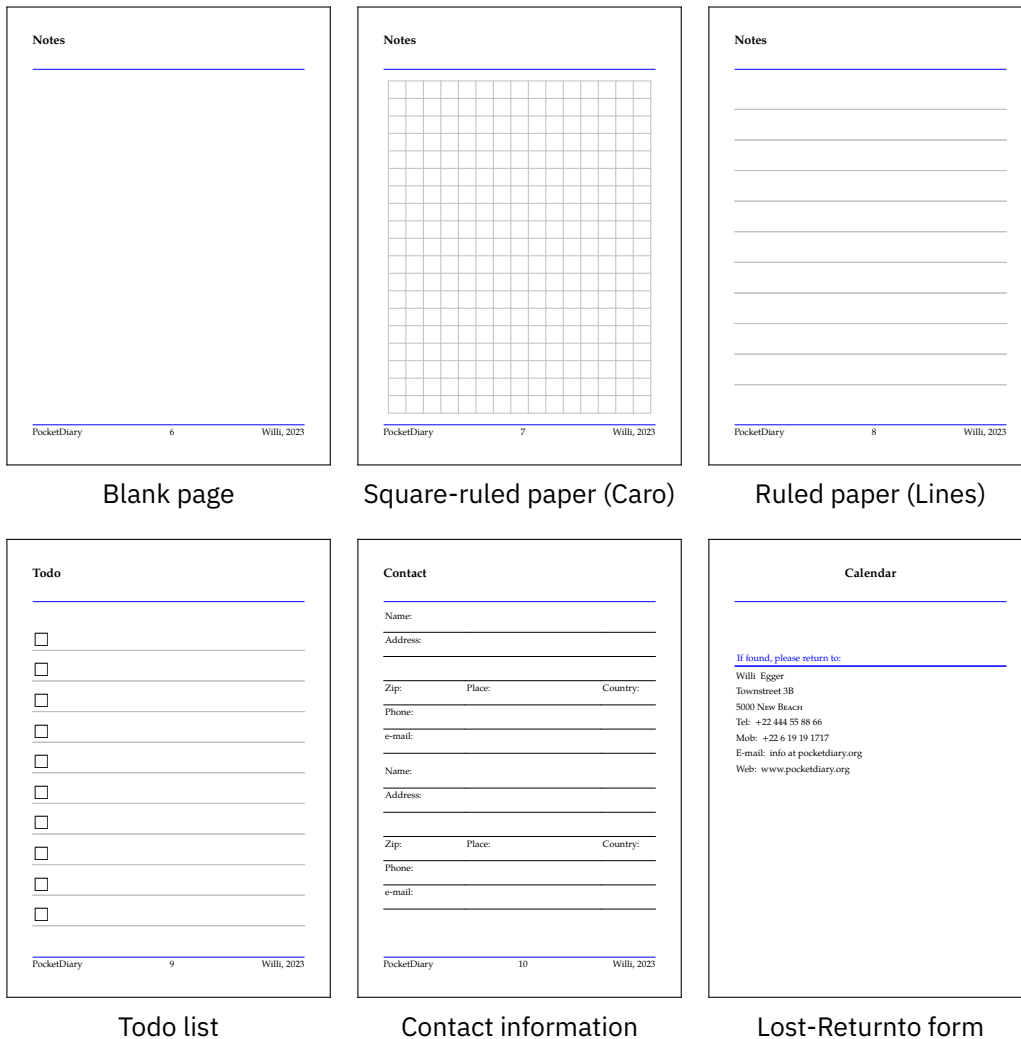 Notes
PocketDiary 6 Willi, 2023
Blank page
Notes
PocketDiary 7 Willi, 2023
Square-ruled paper (Caro)
Notes
PocketDiary 8 Willi, 2023
Ruled paper (Lines)
Todo
PocketDiary 9 Willi, 2023
Todo list
Contact
Name:
Address:
Zip: Place: Country:
Phone:
e-mail:
Name:
Address:
Zip: Place: Country:
Phone:
e-mail:
PocketDiary 10 Willi, 2023
Contact information
Calendar
If found, please return to:
Willi Egger
Townstreet 3B
5000 New Beach
Tel: +22 444 55 88 66
Mob: +22 6 19 19 1717
E-mail: info at pocketdiary.org
Web: www.pocketdiary.org
Lost-Returnto form